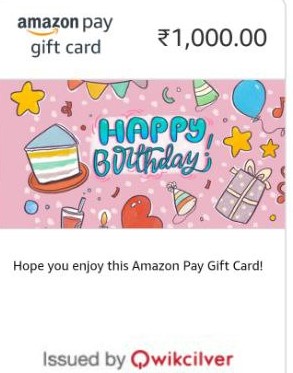 amazon pay
gift card
₹1,000.00
HAPPY
Birthday!
Hope you enjoy this Amazon Pay Gift Card!
Issued by Qwikcilver